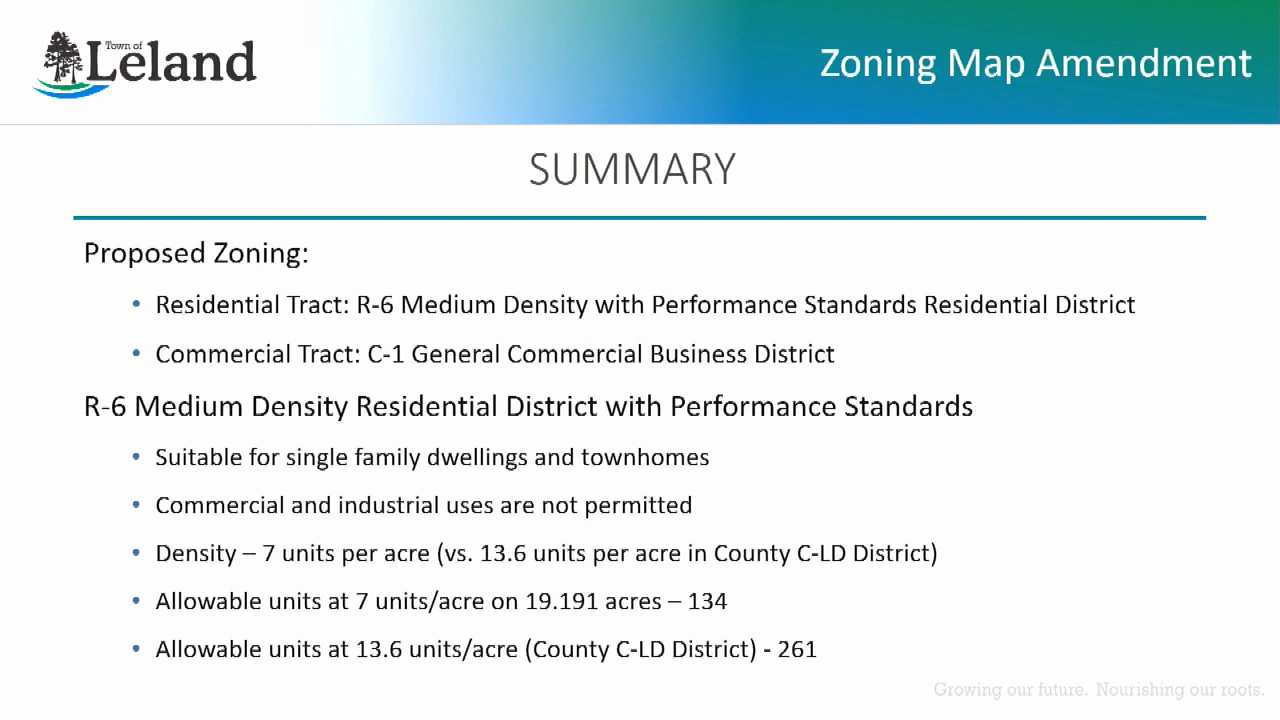 Town of
Leland
Zoning Map Amendment
SUMMARY
Proposed Zoning:
• Residential Tract: R-6 Medium Density with Performance Standards Residential District
• Commercial Tract: C-1 General Commercial Business District
R-6 Medium Density Residential District with Performance Standards
• Suitable for single family dwellings and townhomes
• Commercial and industrial uses are not permitted
• Density – 7 units per acre (vs. 13.6 units per acre in County C-LD District)
• Allowable units at 7 units/acre on 19.191 acres – 134
• Allowable units at 13.6 units/acre (County C-LD District) - 261
Growing our future. Nourishing our roots.